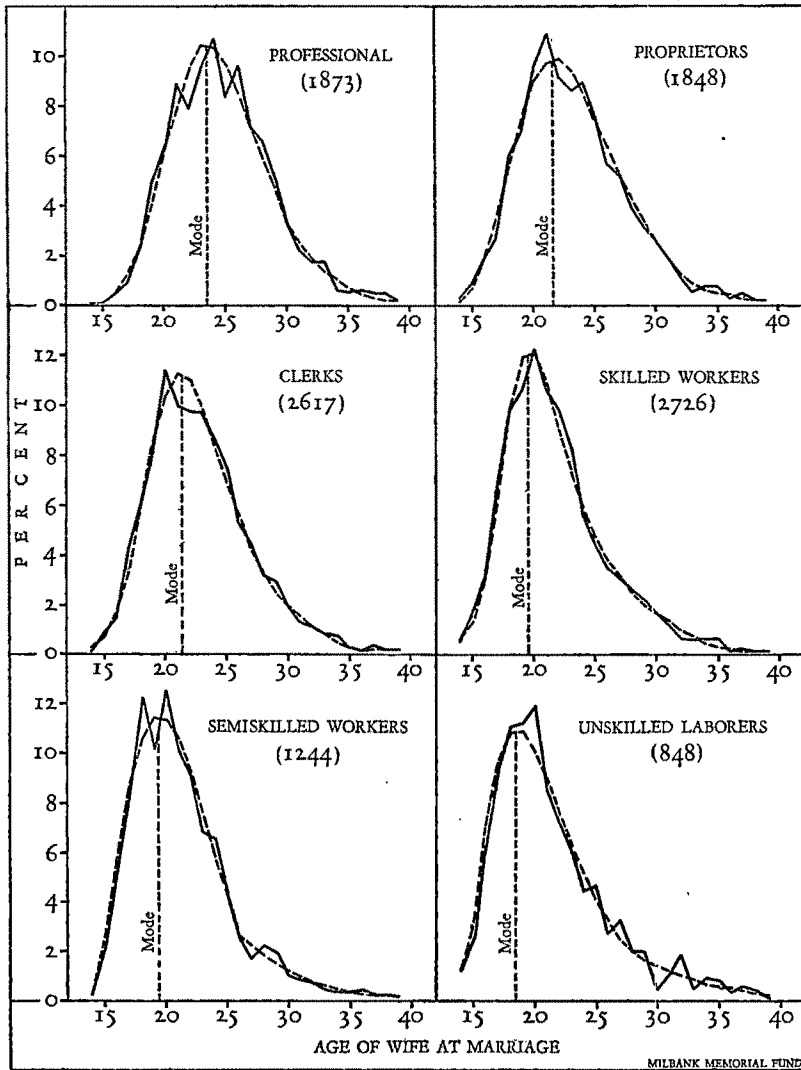 PROFESSIONAL
(1873)
10
8
6
4
2
0
Mode
15 20 25 30 35 40
PROPRIETORS
(1848)
Mode
15 20 25 30 35 40
PERCENT
CLERKS
(2617)
12
10
8
6
4
2
0
Mode
15 20 25 30 35 40
SKILLED WORKERS
(2726)
Mode
15 20 25 30 35 40
SEMISKILLED WORKERS
(1244)
12
10
8
6
4
2
0
Mode
15 20 25 30 35 40
UNSKILLED LABORERS
(848)
Mode
15 20 25 30 35 40
AGE OF WIFE AT MARRIAGE
MILBANK MEMORIAL FUND